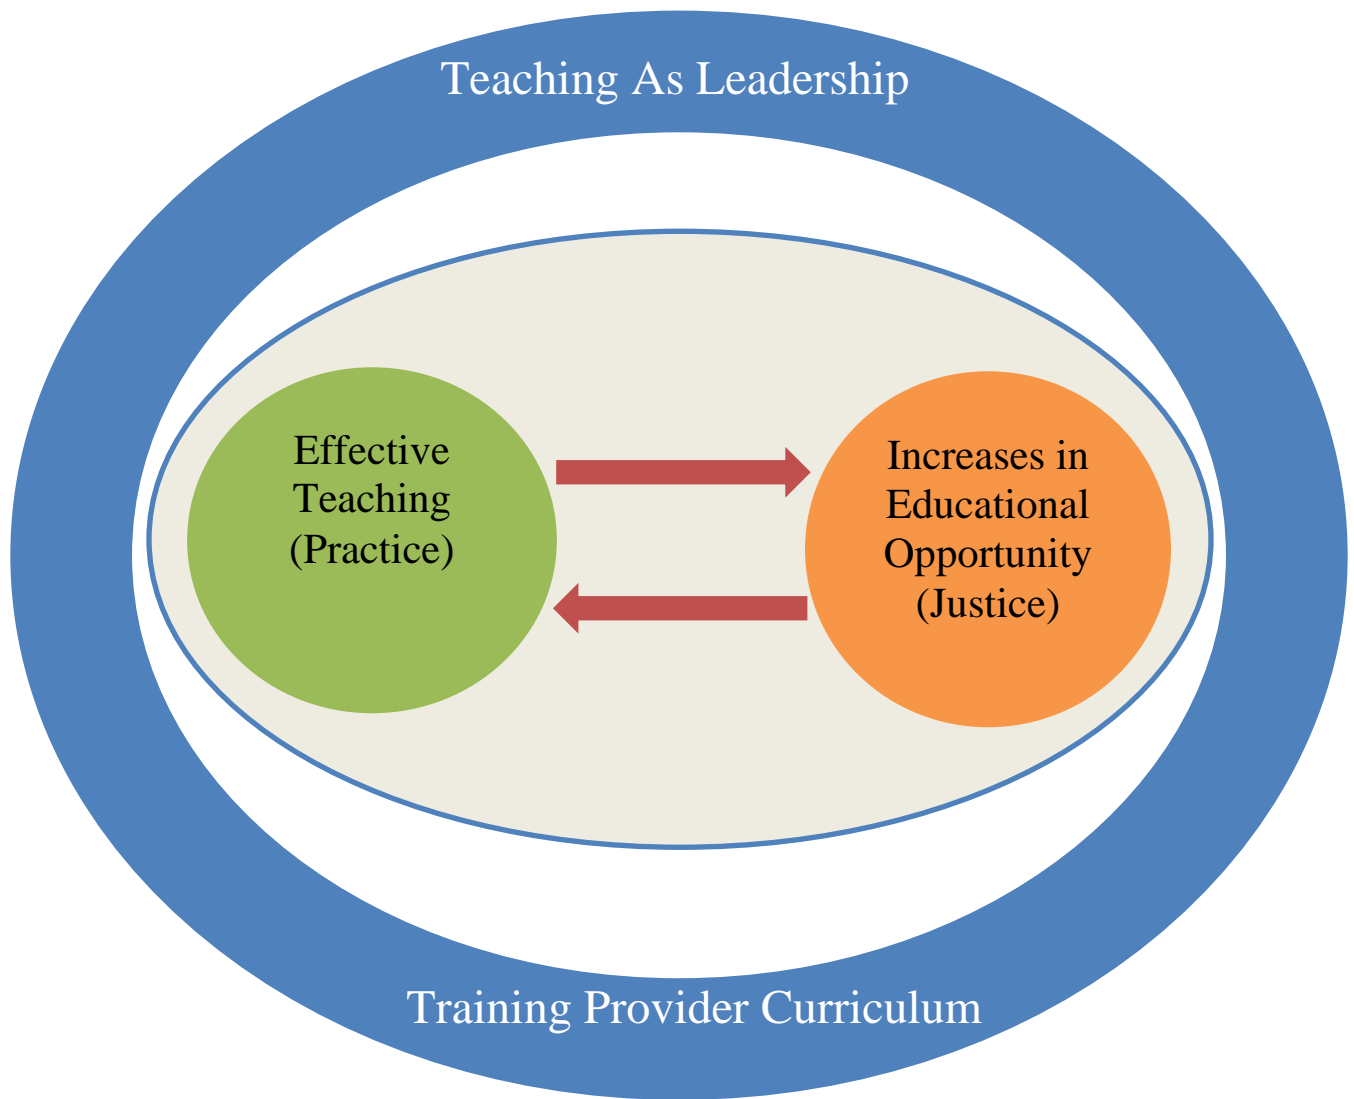 Teaching As Leadership
Effective
Teaching
(Practice)
Increases in
Educational
Opportunity
(Justice)
Training Provider Curriculum